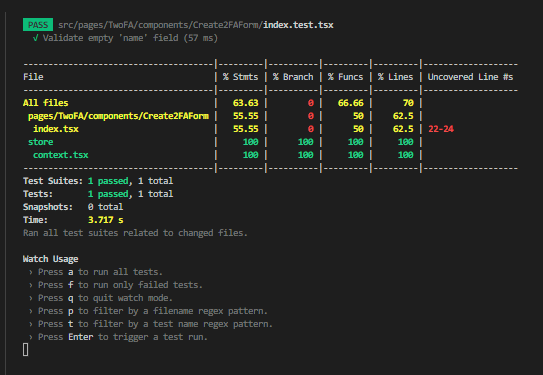 PASS src/pages/TwoFA/components/Create2FAForm/index.test.tsx
√ Validate empty 'name' field (57 ms)
-----------------------------------|---------|----------|---------|---------|-------------------
File | % Stmts | % Branch | % Funcs | % Lines | Uncovered Line #s
-----------------------------------|---------|----------|---------|---------|-------------------
All files | 63.63 | 0 | 66.66 | 70 |
pages/TwoFA/components/Create2FAForm | 55.55 | 0 | 50 | 62.5 |
index.tsx | 55.55 | 0 | 50 | 62.5 | 22-24
store | 100 | 100 | 100 | 100 |
context.tsx | 100 | 100 | 100 | 100 |
-----------------------------------|---------|----------|---------|---------|-------------------
Test Suites: 1 passed, 1 total
Tests: 1 passed, 1 total
Snapshots: 0 total
Time: 3.717 s
Ran all test suites related to changed files.
Watch Usage
› Press a to run all tests.
› Press f to run only failed tests.
› Press q to quit watch mode.
› Press p to filter by a filename regex pattern.
› Press t to filter by a test name regex pattern.
› Press Enter to trigger a test run.